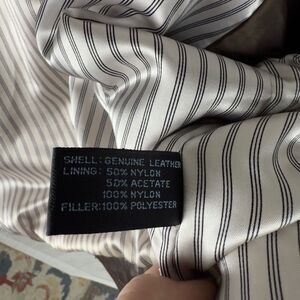 SHELL: GENUINE LEATHER
LINING: 50% NYLON
50% ACETATE
100% NYLON
FILLER: 100% POLYESTER